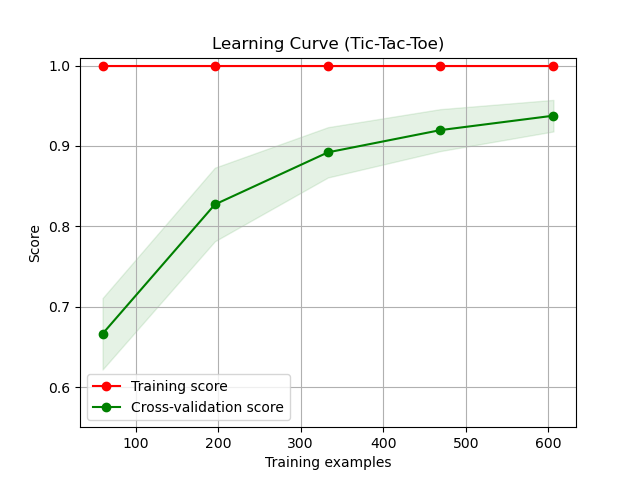 Learning Curve (Tic-Tac-Toe)
1.0
0.9
0.8
0.7
0.6
Score
Training score
Cross-validation score
100 200 300 400 500 600
Training examples